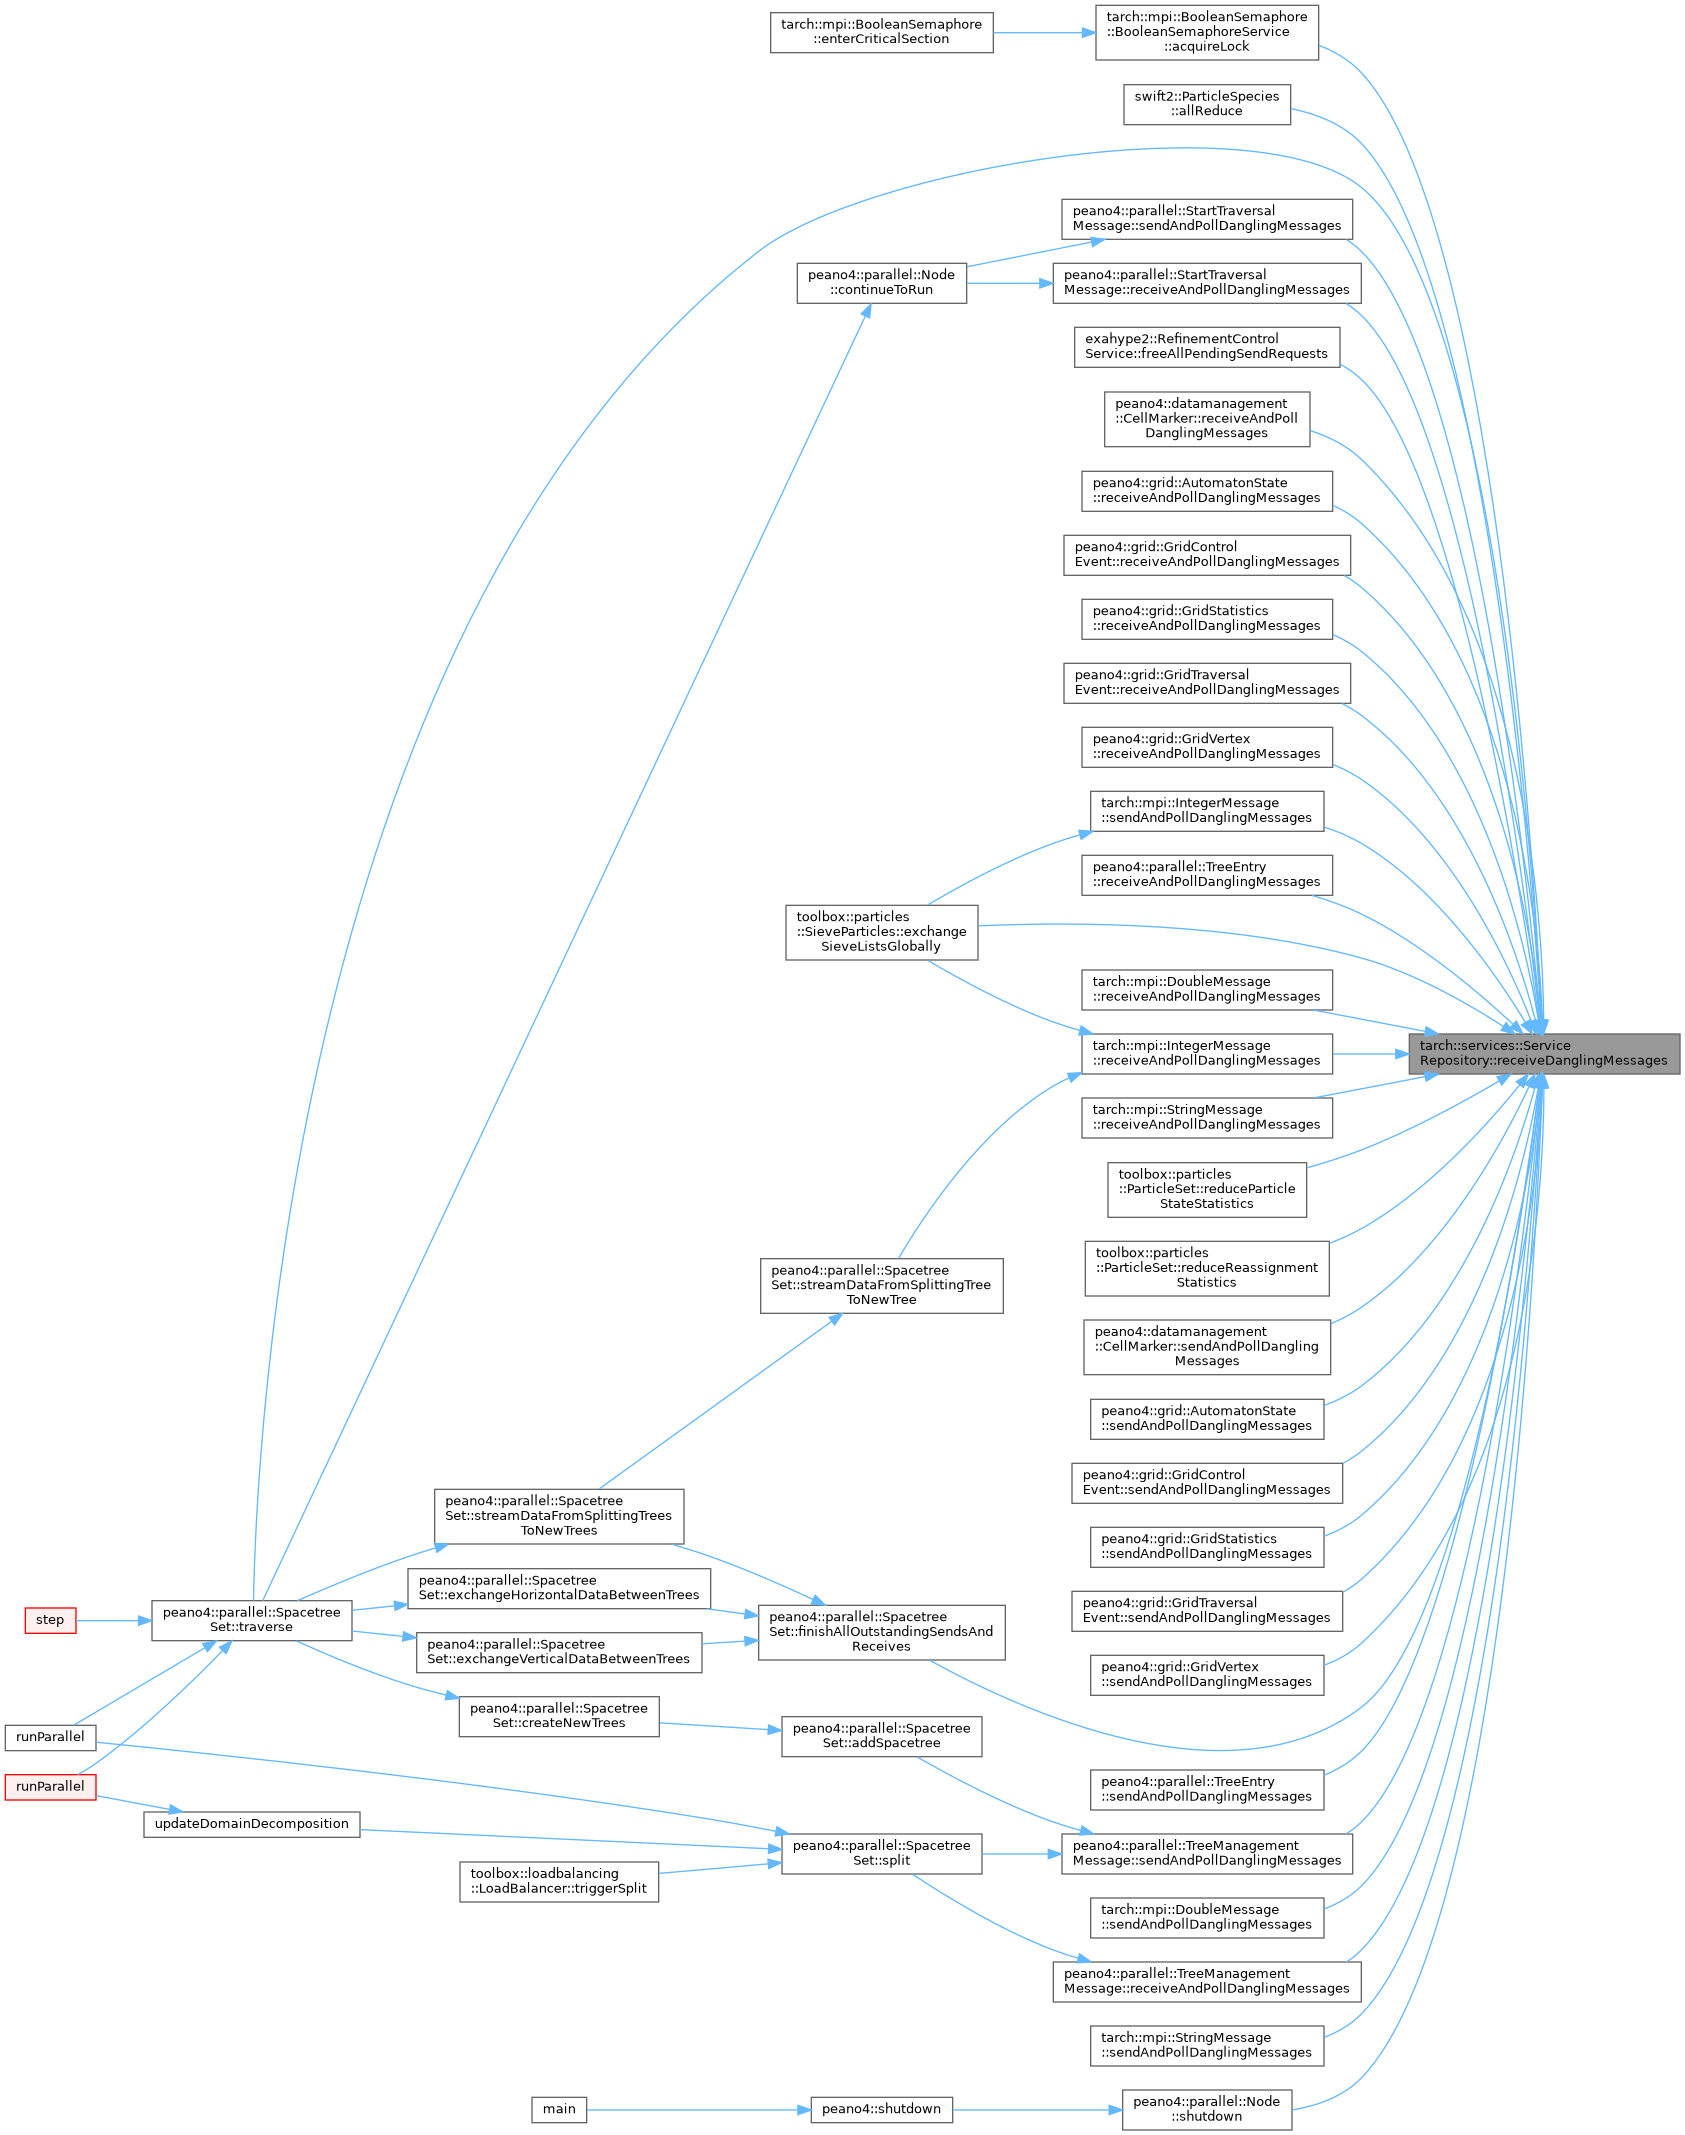 tarch::mpi::BooleanSemaphore
::enterCriticalSection
tarch::mpi::BooleanSemaphore
::BooleanSemaphoreService
::acquireLock
swift2::ParticleSpecies
::allReduce
peano4::parallel::StartTraversal
Message::sendAndPollDanglingMessages
peano4::parallel::Node
::continueToRun
peano4::parallel::StartTraversal
Message::receiveAndPollDanglingMessages
exahype2::RefinementControl
Service::freeAllPendingSendRequests
peano4::datamanagement
::CellMarker::receiveAndPoll
DanglingMessages
peano4::grid::AutomatonState
::receiveAndPollDanglingMessages
peano4::grid::GridControl
Event::receiveAndPollDanglingMessages
peano4::grid::GridStatistics
::receiveAndPollDanglingMessages
peano4::grid::GridTraversal
Event::receiveAndPollDanglingMessages
peano4::grid::GridVertex
::receiveAndPollDanglingMessages
tarch::mpi::IntegerMessage
::sendAndPollDanglingMessages
peano4::parallel::TreeEntry
::receiveAndPollDanglingMessages
toolbox::particles
::SieveParticles::exchange
SieveListsGlobally
tarch::mpi::DoubleMessage
::receiveAndPollDanglingMessages
tarch::mpi::IntegerMessage
::receiveAndPollDanglingMessages
tarch::services::Service
Repository::receiveDanglingMessages
tarch::mpi::StringMessage
::receiveAndPollDanglingMessages
toolbox::particles
::ParticleSet::reduceParticle
StateStatistics
toolbox::particles
::ParticleSet::reduceReassignment
Statistics
peano4::parallel::Spacetree
Set::streamDataFromSplittingTree
ToNewTree
peano4::datamanagement
::CellMarker::sendAndPollDangling
Messages
peano4::grid::AutomatonState
::sendAndPollDanglingMessages
peano4::grid::GridControl
Event::sendAndPollDanglingMessages
peano4::parallel::Spacetree
Set::streamDataFromSplittingTrees
ToNewTrees
peano4::grid::GridStatistics
::sendAndPollDanglingMessages
peano4::parallel::Spacetree
Set::exchangeHorizontalDataBetweenTrees
peano4::grid::GridTraversal
Event::sendAndPollDanglingMessages
step
peano4::parallel::Spacetree
Set::traverse
peano4::parallel::Spacetree
Set::finishAllOutstandingSendsAnd
Receives
peano4::parallel::Spacetree
Set::exchangeVerticalDataBetweenTrees
peano4::grid::GridVertex
::sendAndPollDanglingMessages
peano4::parallel::Spacetree
Set::createNewTrees
peano4::parallel::Spacetree
Set::addSpacetree
runParallel
runParallel
peano4::parallel::TreeEntry
::sendAndPollDanglingMessages
updateDomainDecomposition
peano4::parallel::Spacetree
Set::split
peano4::parallel::TreeManagement
Message::sendAndPollDanglingMessages
toolbox::loadbalancing
::LoadBalancer::triggerSplit
tarch::mpi::DoubleMessage
::sendAndPollDanglingMessages
peano4::parallel::TreeManagement
Message::receiveAndPollDanglingMessages
tarch::mpi::StringMessage
::sendAndPollDanglingMessages
main
peano4::shutdown
peano4::parallel::Node
::shutdown